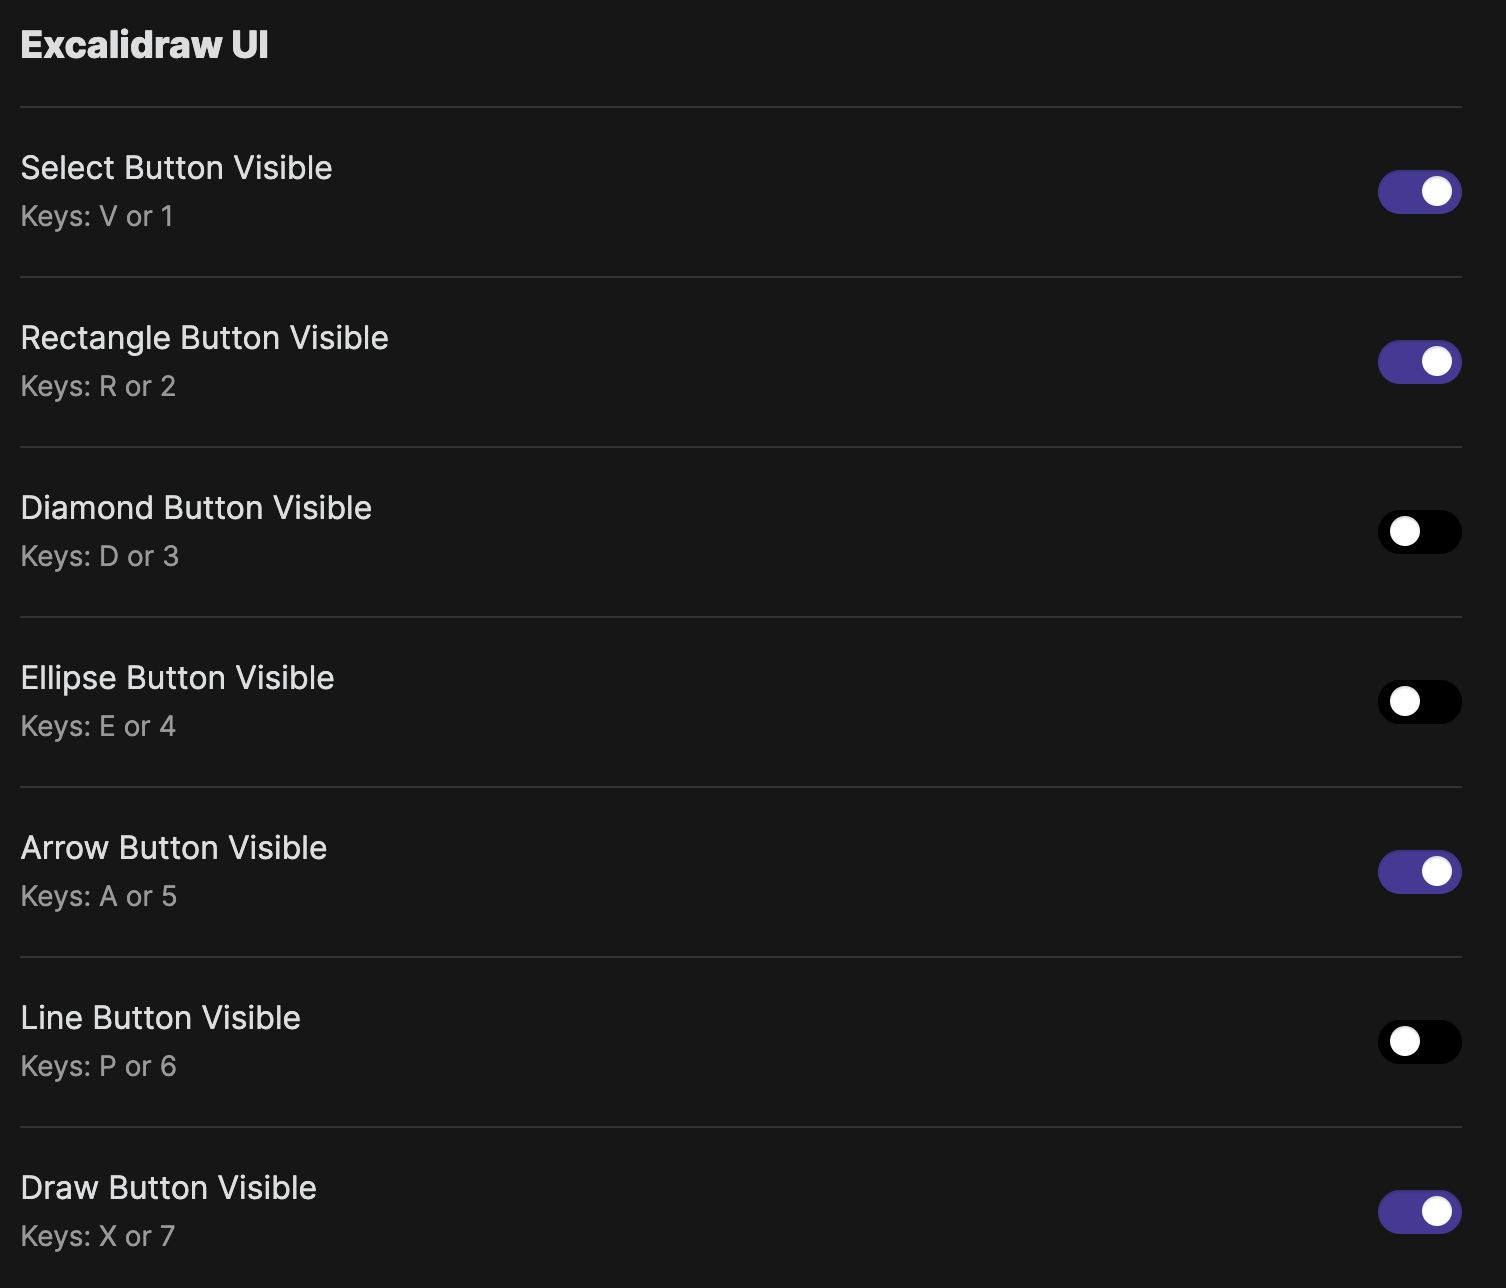 Excalidraw UI
Select Button Visible
Keys: V or 1
Rectangle Button Visible
Keys: R or 2
Diamond Button Visible
Keys: D or 3
Ellipse Button Visible
Keys: E or 4
Arrow Button Visible
Keys: A or 5
Line Button Visible
Keys: P or 6
Draw Button Visible
Keys: X or 7